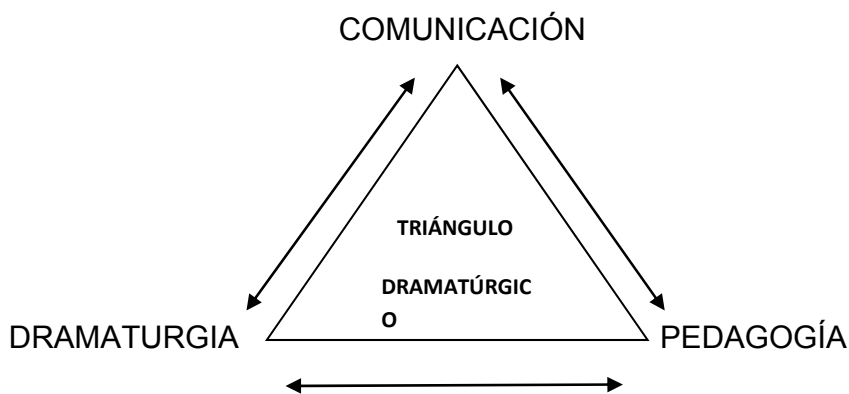 COMUNICACIÓN
TRIÁNGULO
DRAMATÚRGIC
O
DRAMATURGIA
PEDAGOGÍA